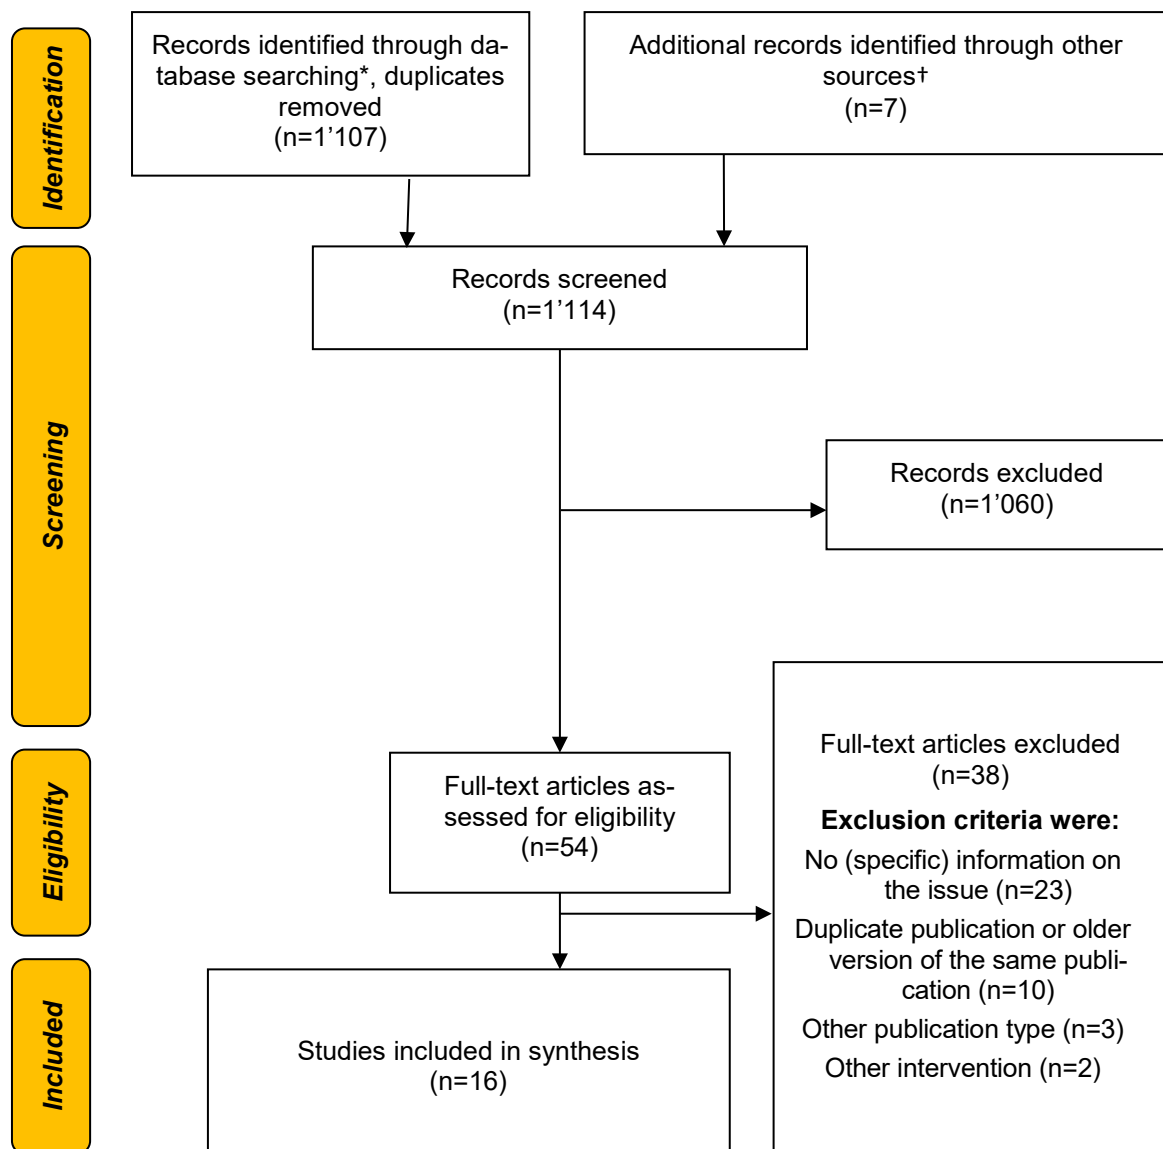 Identification
Records identified through da-
tabase searching*, duplicates
removed
(n=1’107)
Additional records identified through other
sources†
(n=7)
Screening
Records screened
(n=1’114)
Records excluded
(n=1’060)
Eligibility
Full-text articles as-
sessed for eligibility
(n=54)
Full-text articles excluded
(n=38)
Exclusion criteria were:
No (specific) information on
the issue (n=23)
Duplicate publication or older
version of the same publi-
cation (n=10)
Other publication type (n=3)
Other intervention (n=2)
Included
Studies included in synthesis
(n=16)